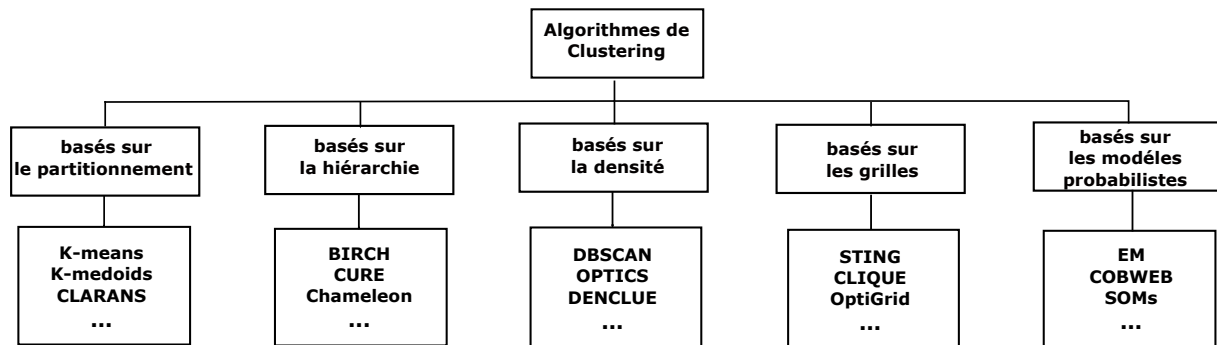 Algorithmes de
Clustering
basés sur
le partitionnement
basés sur
la hiérarchie
basés sur
la densité
basés sur
les grilles
basés sur
les modéles
probabilistes
K-means
K-medoids
CLARANS
...
BIRCH
CURE
Chameleon
...
DBSCAN
OPTICS
DENCLUE
...
STING
CLIQUE
OptiGrid
...
EM
COBWEB
SOMs
...